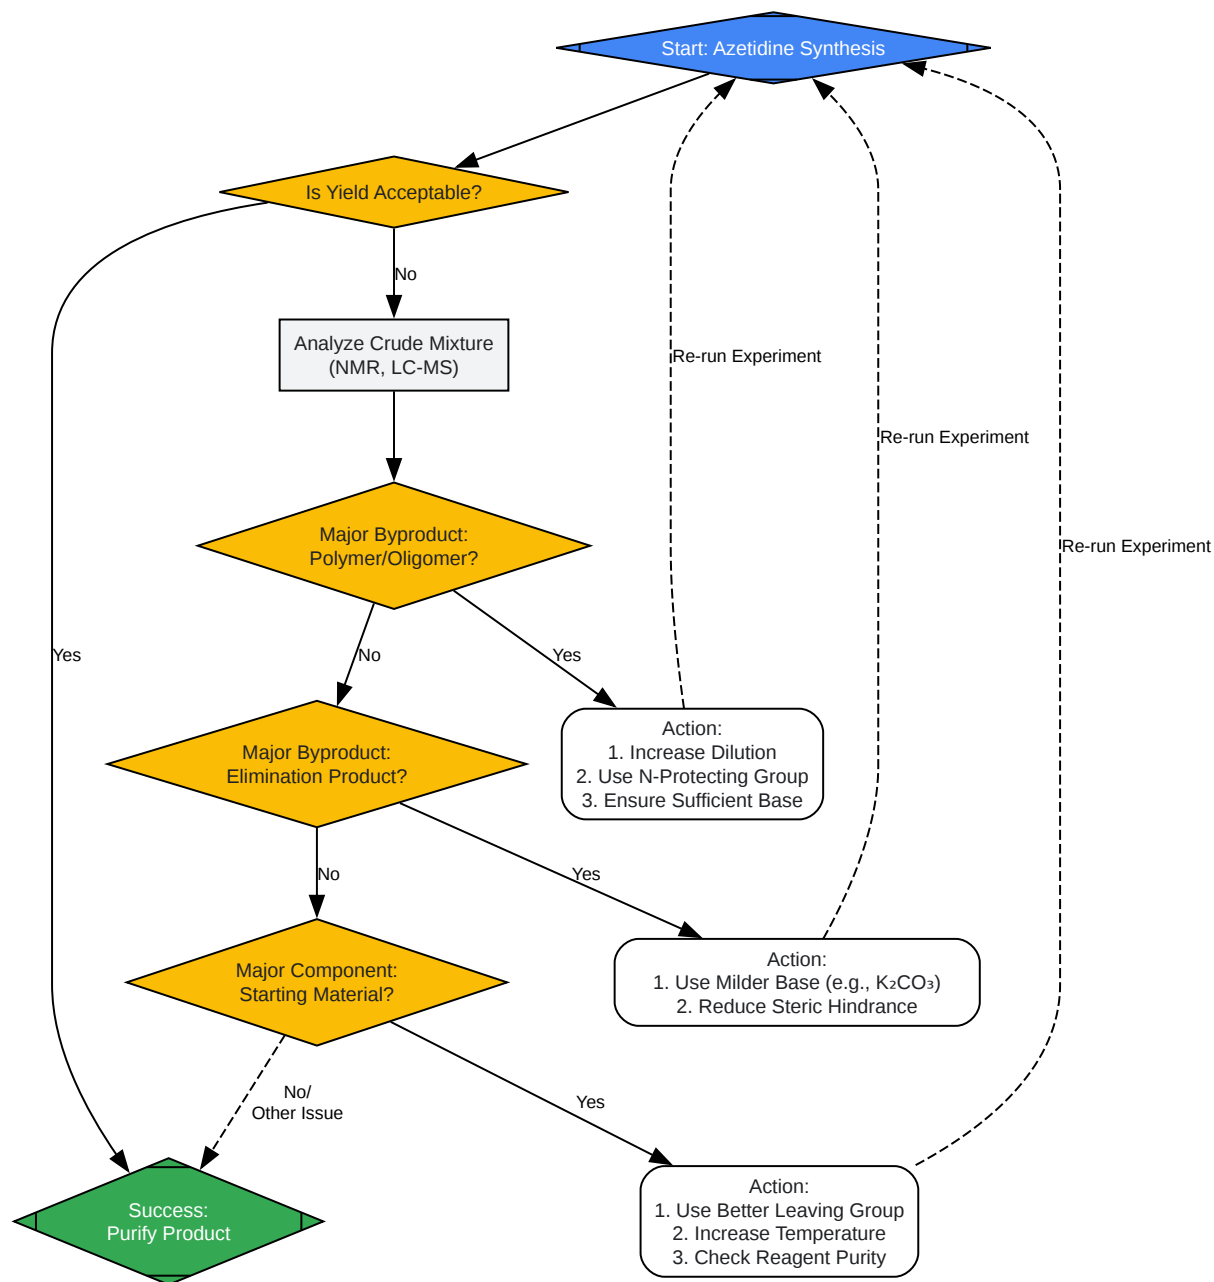 Start: Azetidine Synthesis
Is Yield Acceptable?
No
Analyze Crude Mixture
(NMR, LC-MS)
Re-run Experiment
Re-run Experiment
Re-run Experiment
Major Byproduct:
Polymer/Oligomer?
Yes
No
Yes
Action:
1. Increase Dilution
2. Use N-Protecting Group
3. Ensure Sufficient Base
Major Byproduct:
Elimination Product?
No
Yes
Action:
1. Use Milder Base (e.g., K₂CO₃)
2. Reduce Steric Hindrance
Major Component:
Starting Material?
No/
Other Issue
Yes
Action:
1. Use Better Leaving Group
2. Increase Temperature
3. Check Reagent Purity
Success:
Purify Product